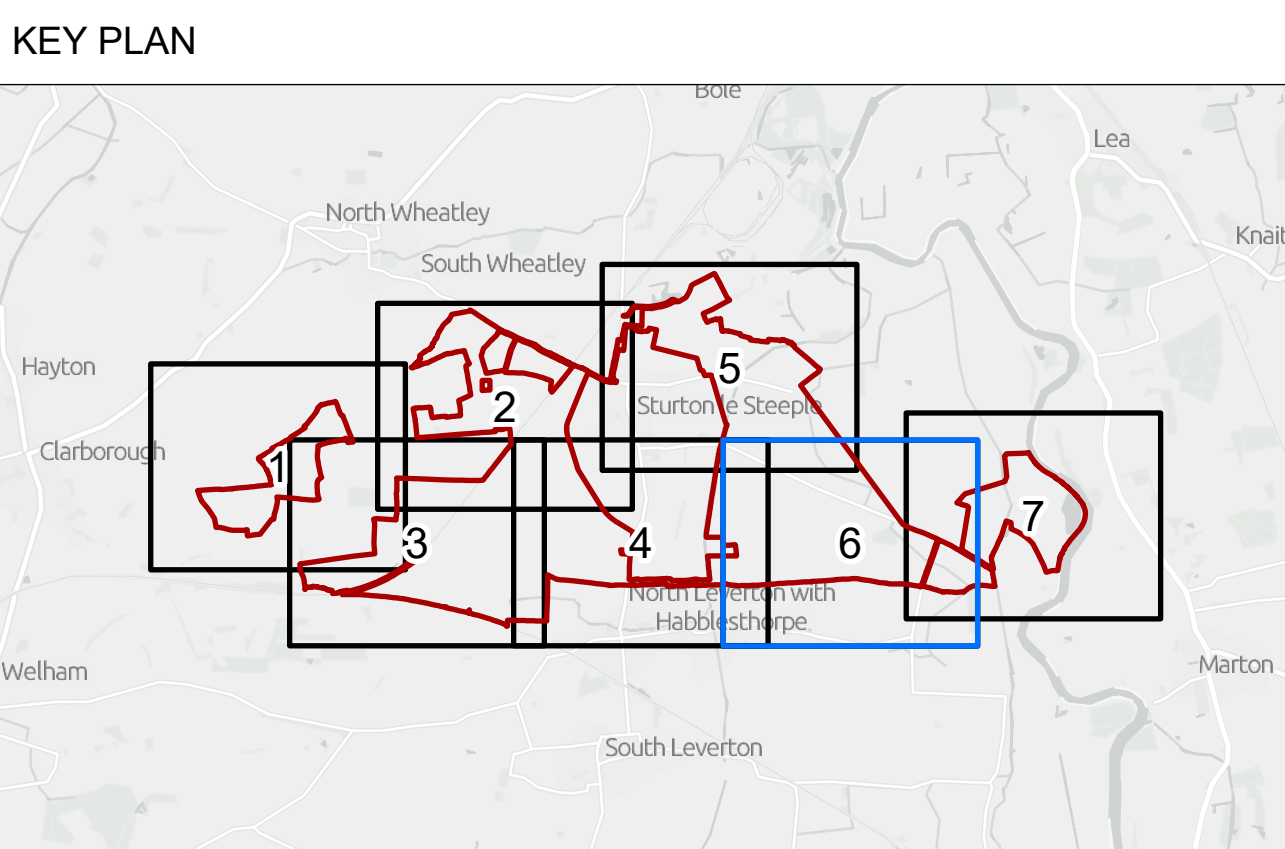 KEY PLAN
Bole
Lea
North Wheatley
Knait
South Wheatley
Hayton
5
2
Sturton le Steeple
Clarborough
1
7
3
4
6
North Leverton with
Habblesthorpe
Welham
Marton
South Leverton